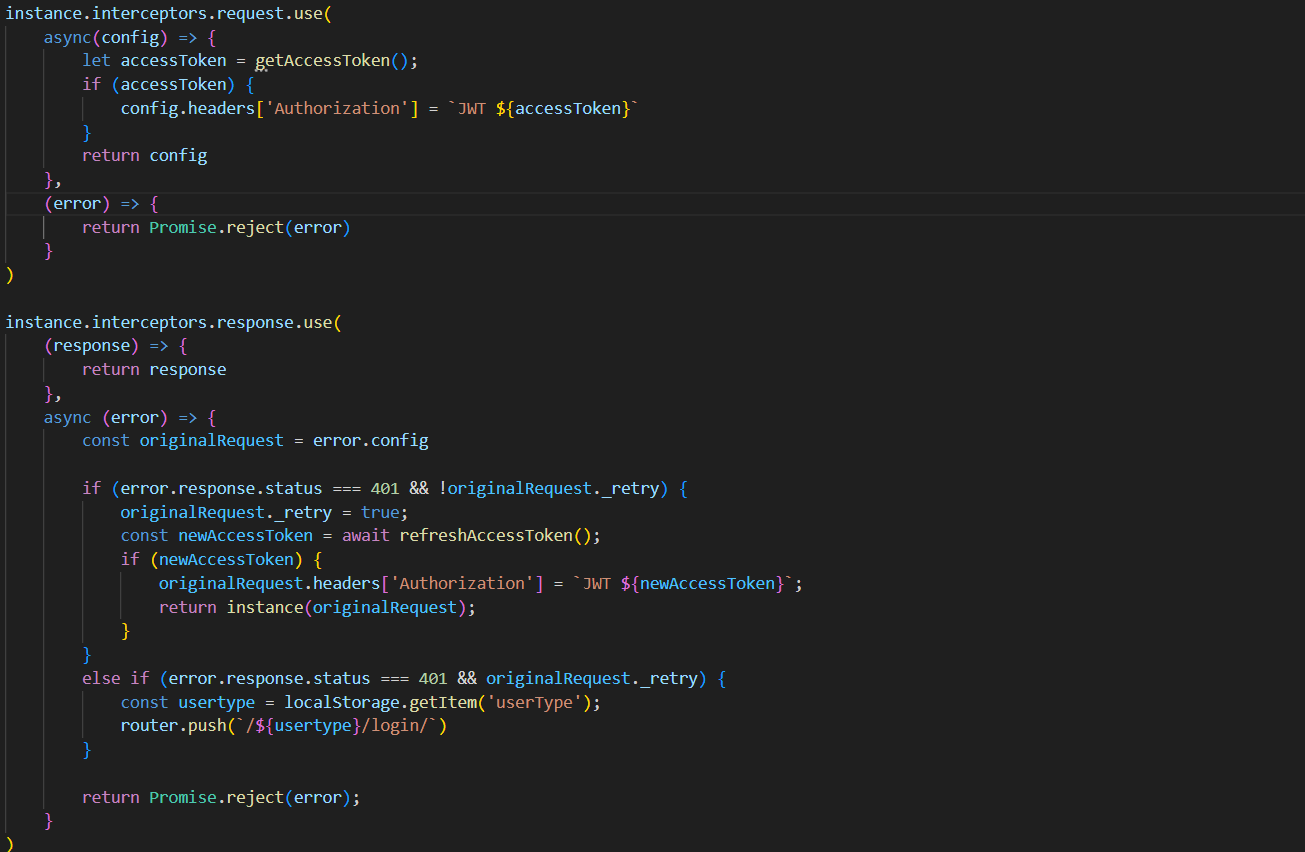 instance.interceptors.request.use(
    async(config) => {
        let accessToken = getAccessToken();
        if (accessToken) {
            config.headers['Authorization'] = `JWT ${accessToken}`
        }
        return config
    },
    (error) => {
        return Promise.reject(error)
    }
)

instance.interceptors.response.use(
    (response) => {
        return response
    },
    async (error) => {
        const originalRequest = error.config

        if (error.response.status === 401 && !originalRequest._retry) {
            originalRequest._retry = true;
            const newAccessToken = await refreshAccessToken();
            if (newAccessToken) {
                originalRequest.headers['Authorization'] = `JWT ${newAccessToken}`;
                return instance(originalRequest);
            }
        }
        else if (error.response.status === 401 && originalRequest._retry) {
            const usertype = localStorage.getItem('userType');
            router.push(`/${usertype}/login/`)
        }

        return Promise.reject(error);
    }
)